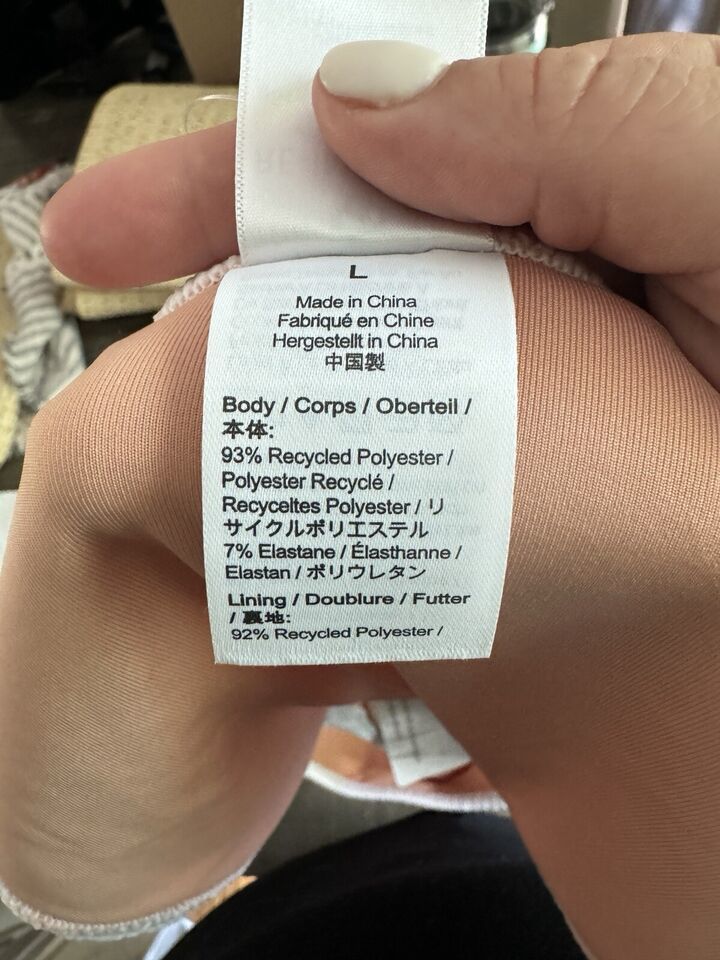 L
Made in China
Fabriqué en Chine
Hergestellt in China
中国製
Body / Corps / Oberteil /
本体:
93% Recycled Polyester /
Polyester Recyclé /
Recyceltes Polyester / リ
サイクルポリエステル
7% Elastane / Élasthanne /
Elastan / ポリウレタン
Lining / Doublure / Futter
/ 裏地:
92% Recycled Polyester /